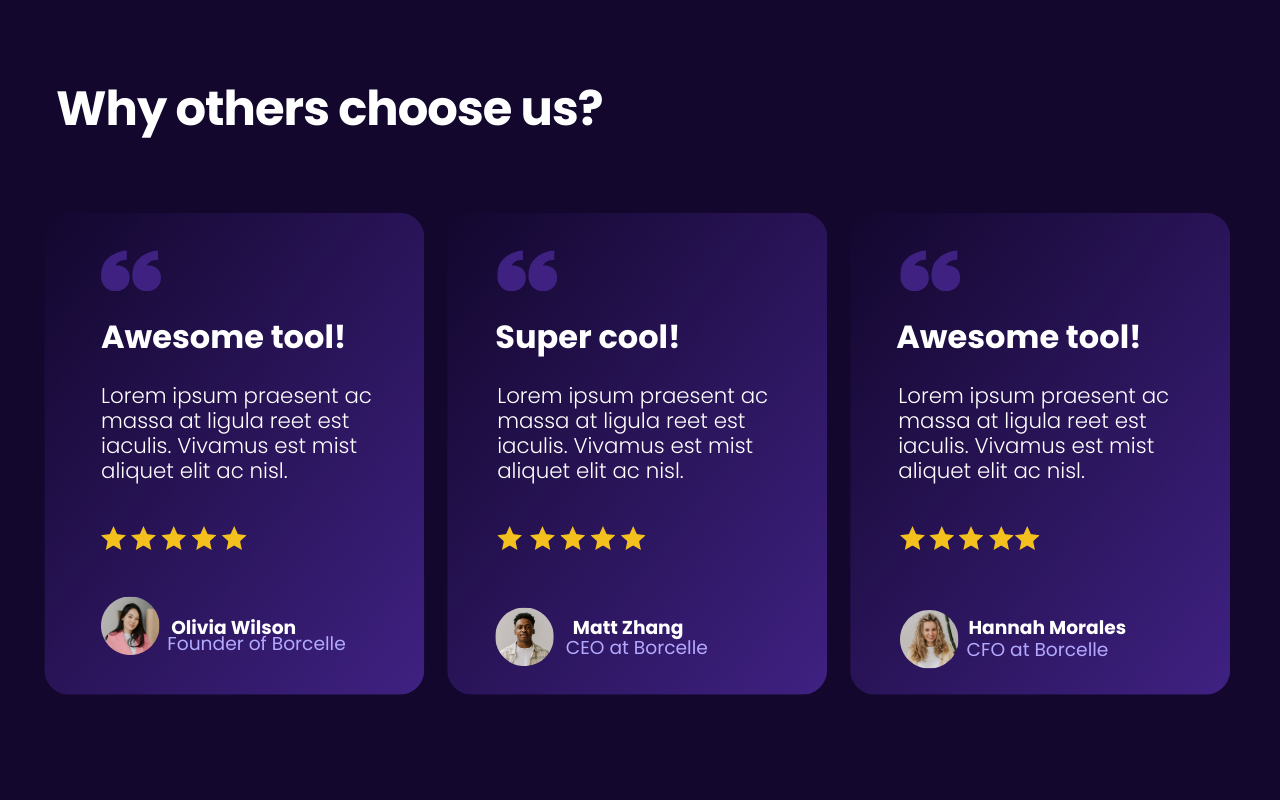 Why others choose us?
Awesome tool!
Lorem ipsum praesent ac
massa at ligula reet est
iaculis. Vivamus est mist
aliquet elit ac nisl.
Olivia Wilson
Founder of Borcelle
Super cool!
Lorem ipsum praesent ac
massa at ligula reet est
iaculis. Vivamus est mist
aliquet elit ac nisl.
Matt Zhang
CEO at Borcelle
Awesome tool!
Lorem ipsum praesent ac
massa at ligula reet est
iaculis. Vivamus est mist
aliquet elit ac nisl.
Hannah Morales
CFO at Borcelle